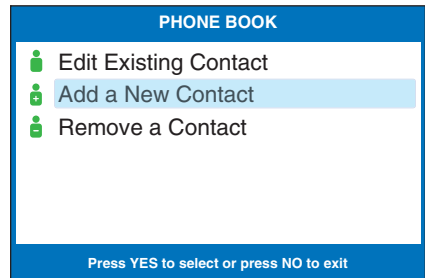 PHONE BOOK
Edit Existing Contact
Add a New Contact
Remove a Contact
Press YES to select or press NO to exit